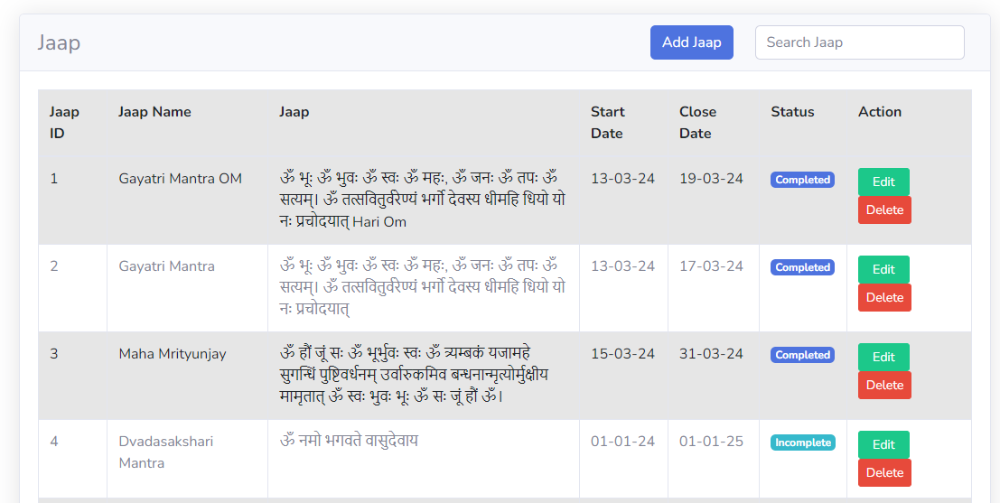 Jaap
Add Jaap
Search Jaap
Jaap ID
Jaap Name
Jaap
Start Date
Close Date
Status
Action
1
Gayatri Mantra OM
ॐ भूः ॐ भुवः ॐ स्वः ॐ महः, ॐ जनः ॐ तपः ॐ
सत्यम्। ॐ तत्सवितुर्वरेण्यं भर्गो देवस्य धीमहि धियो यो
नः प्रचोदयात् Hari Om
13-03-24
19-03-24
Completed
Edit
Delete
2
Gayatri Mantra
ॐ भूः ॐ भुवः ॐ स्वः ॐ महः, ॐ जनः ॐ तपः ॐ
सत्यम्। ॐ तत्सवितुर्वरेण्यं भर्गो देवस्य धीमहि धियो यो
नः प्रचोदयात्
13-03-24
17-03-24
Completed
Edit
Delete
3
Maha Mrityunjay
ॐ हौं जूं सः ॐ भूर्भुवः स्वः ॐ त्र्यम्बकं यजामहे
सुगन्धिं पुष्टिवर्धनम् उर्वारुकमिव बन्धनान्मृत्योर्मुक्षीय
मामृतात् ॐ स्वः भुवः भूः ॐ सः जूं हौं ॐ।
15-03-24
31-03-24
Completed
Edit
Delete
4
Dvadasakshari
Mantra
ॐ नमो भगवते वासुदेवाय
01-01-24
01-01-25
Incomplete
Edit
Delete